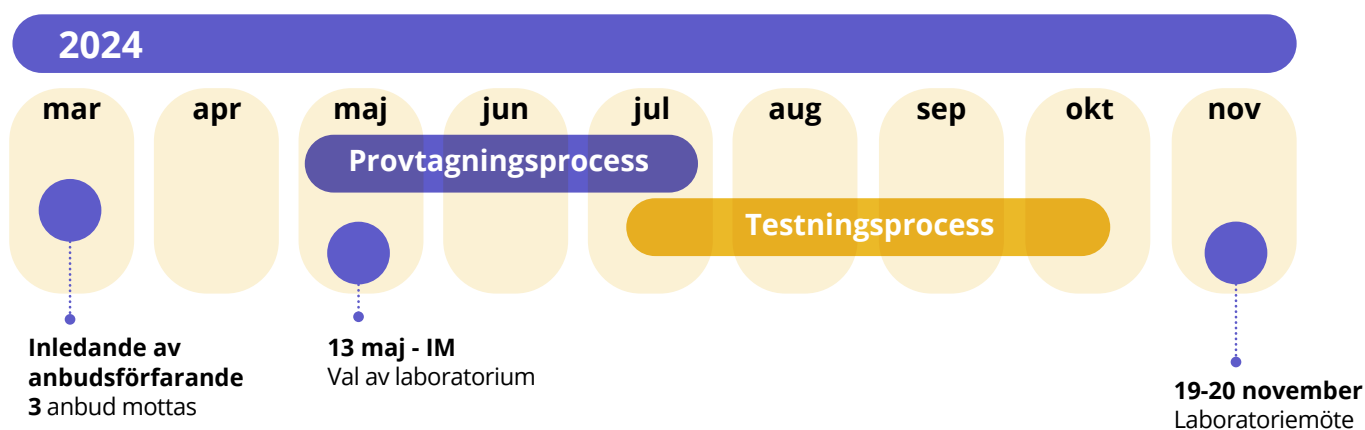 2024
mar apr maj jun jul aug sep okt nov
Provtagningsprocess
Testningsprocess
Inledande av
anbudsförfarande
3 anbud mottas
13 maj - IM
Val av laboratorium
19-20 november
Laboratoriemöte